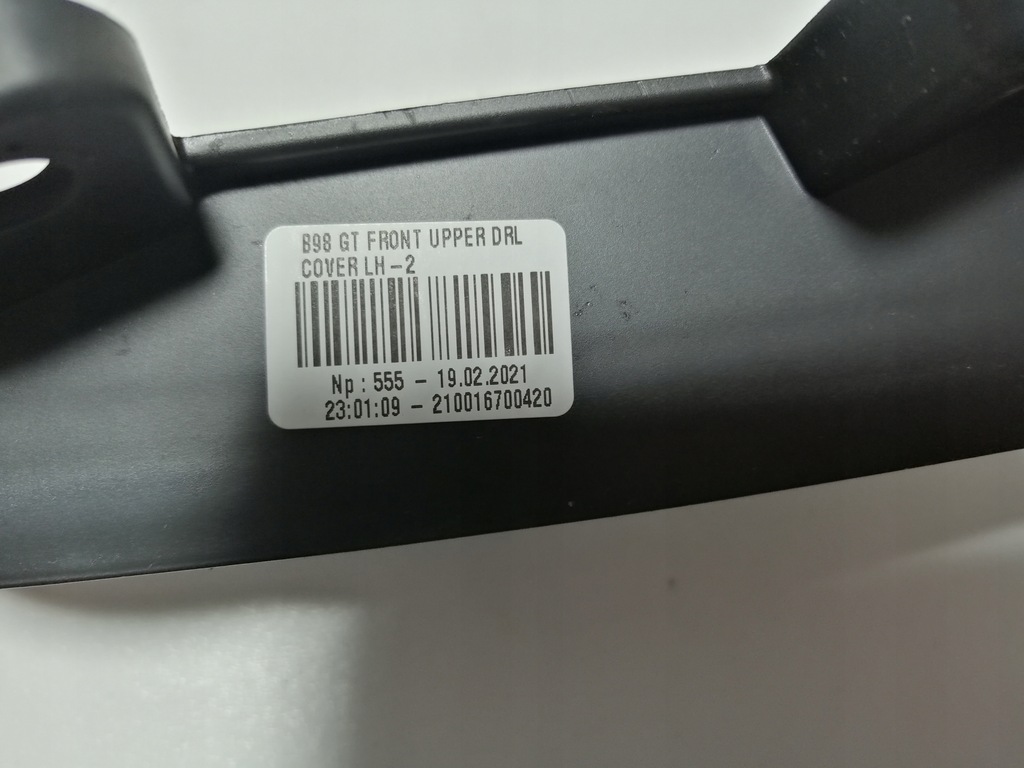 B98 GT FRONT UPPER DRL
COVER LH -2
Np : 555 - 19.02.2021
23:01:09 - 210016700420